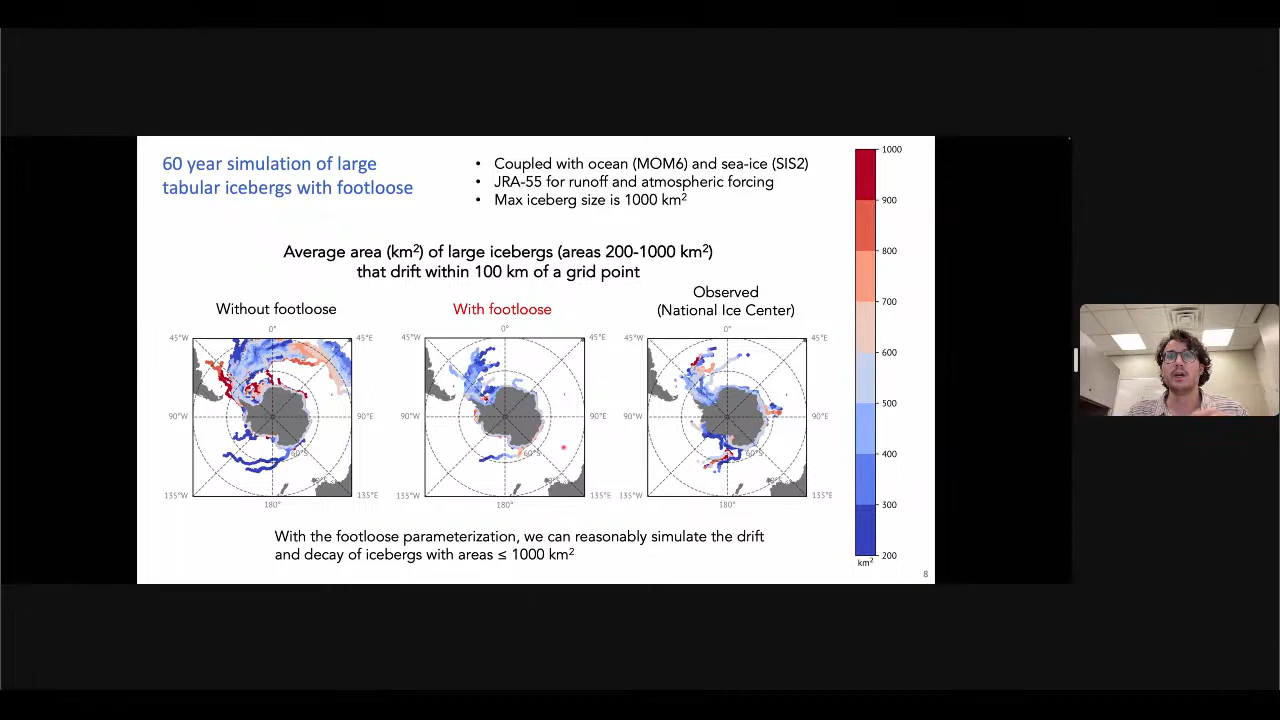 60 year simulation of large
tabular icebergs with footloose
• Coupled with ocean (MOM6) and sea-ice (SIS2)
• JRA-55 for runoff and atmospheric forcing
• Max iceberg size is 1000 km²
Average area (km²) of large icebergs (areas 200-1000 km²)
that drift within 100 km of a grid point
Without footloose
With footloose
Observed
(National Ice Center)
45°W 0° 45°E
90°W 90°E
60°S
135°W 180° 135°E
45°W 0° 45°E
90°W 90°E
60°S
135°W 180° 135°E
45°W 0° 45°E
90°W 90°E
60°S
135°W 180° 135°E
1000
900
800
700
600
500
400
300
200
km²
With the footloose parameterization, we can reasonably simulate the drift
and decay of icebergs with areas ≤ 1000 km²
8